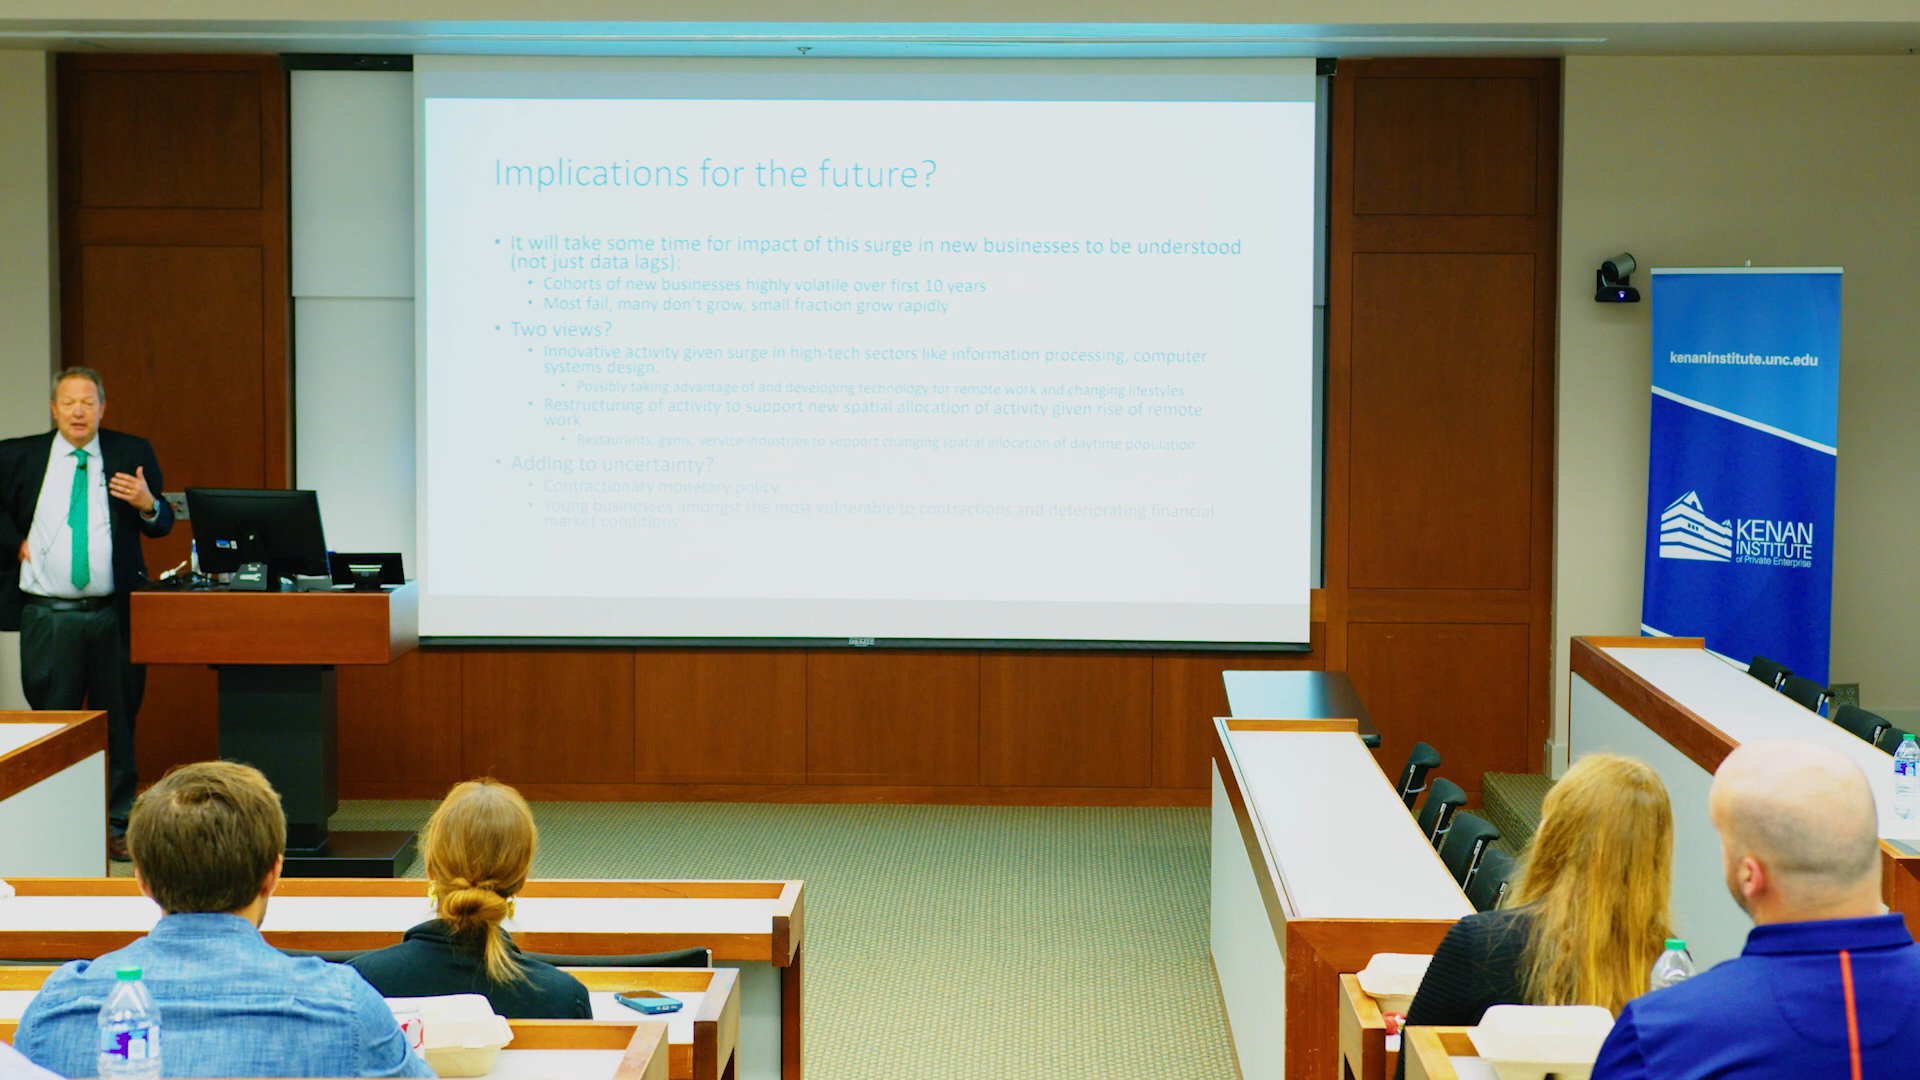 Implications for the future?
• It will take some time for impact of this surge in new businesses to be understood
(not just data lags):
• Cohorts of new businesses highly volatile over first 10 years
• Most fail, many don't grow, small fraction grow rapidly
• Two views?
• Innovative activity given surge in high-tech sectors like information processing, computer
systems design.
• Possibly taking advantage of and developing technology for remote work and changing lifestyles
• Restructuring of activity to support new spatial allocation of activity given rise of remote
work
• Restaurants, gyms, service industries to support changing spatial allocation of daytime population
• Adding to uncertainty?
• Contractionary monetary policy
• Young businesses amongst the most vulnerable to contractions and deteriorating financial
market conditions
kenaninstitute.unc.edu
KENAN
INSTITUTE
of Private Enterprise